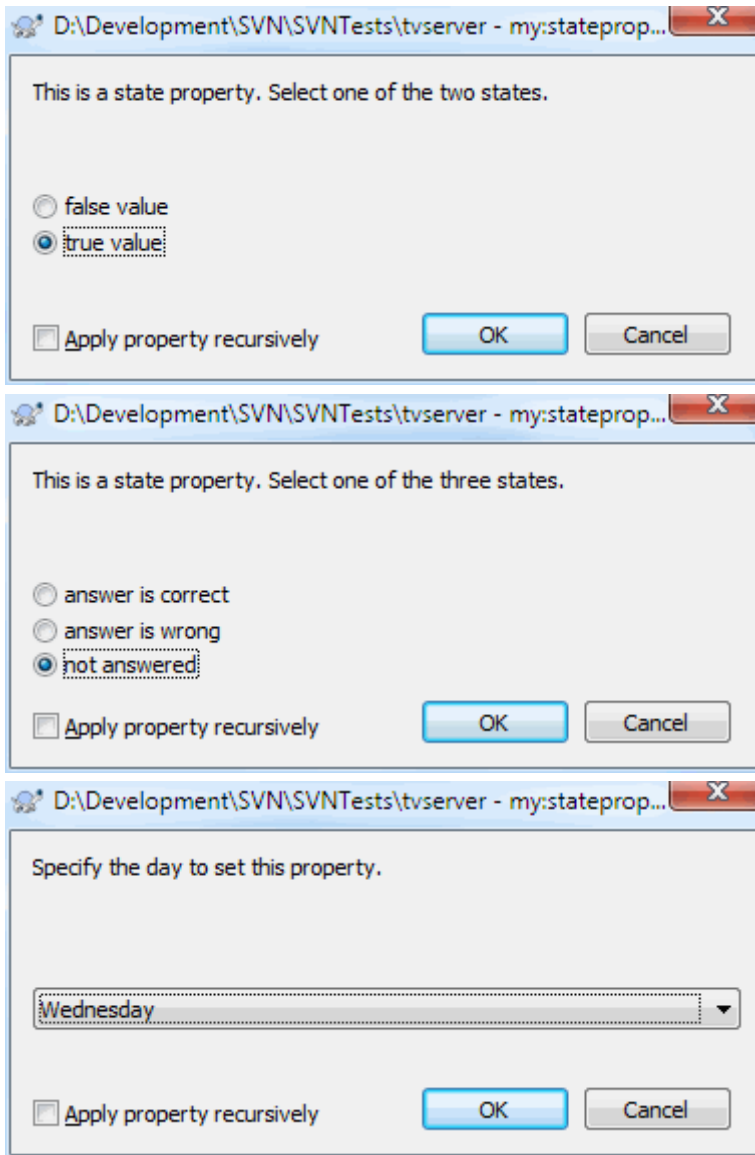 D:\Development\SVN\SVNTests\tvserver - my:stateprop...
This is a state property. Select one of the two states.
false value
true value
Apply property recursively OK Cancel
D:\Development\SVN\SVNTests\tvserver - my:stateprop...
This is a state property. Select one of the three states.
answer is correct
answer is wrong
not answered
Apply property recursively OK Cancel
D:\Development\SVN\SVNTests\tvserver - my:stateprop...
Specify the day to set this property.
Wednesday
Apply property recursively OK Cancel